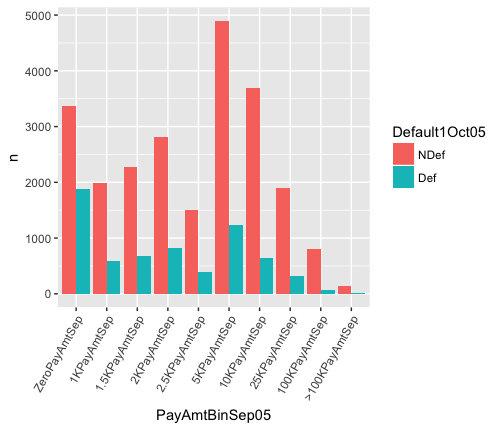 5000
4000
3000
2000
1000
0
n
ZeroPayAmtSep
1KPayAmtSep
1.5KPayAmtSep
2KPayAmtSep
2.5KPayAmtSep
5KPayAmtSep
10KPayAmtSep
25KPayAmtSep
100KPayAmtSep
>100KPayAmtSep
PayAmtBinSep05
Default1Oct05
NDef
Def